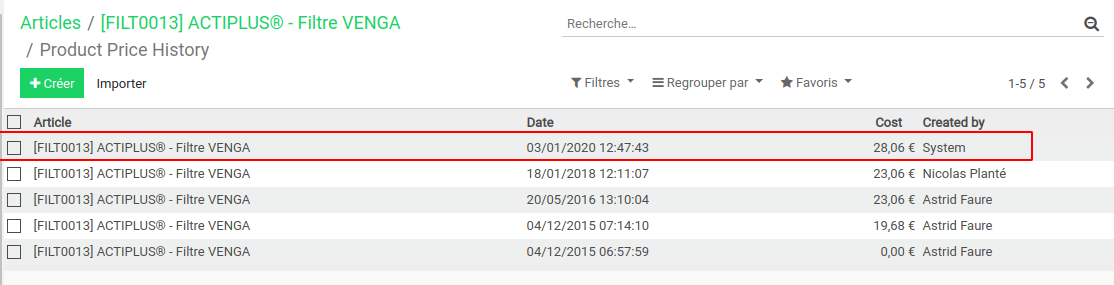 Articles / [FILT0013] ACTIPLUS® - Filtre VENGA
/ Product Price History
Recherche...
Créer Importer
Filtres Regrouper par Favoris 1-5 / 5
Article Date Cost Created by
[FILT0013] ACTIPLUS® - Filtre VENGA 03/01/2020 12:47:43 28,06 € System
[FILT0013] ACTIPLUS® - Filtre VENGA 18/01/2018 12:11:07 23,06 € Nicolas Planté
[FILT0013] ACTIPLUS® - Filtre VENGA 20/05/2016 13:10:04 23,06 € Astrid Faure
[FILT0013] ACTIPLUS® - Filtre VENGA 04/12/2015 07:14:10 19,68 € Astrid Faure
[FILT0013] ACTIPLUS® - Filtre VENGA 04/12/2015 06:57:59 0,00 € Astrid Faure